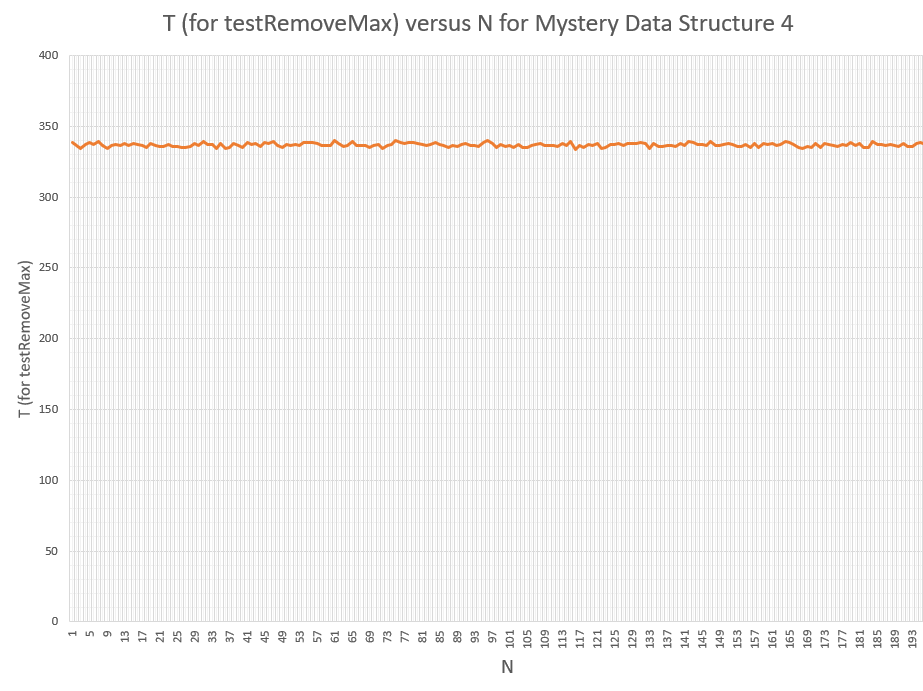 T (for testRemoveMax) versus N for Mystery Data Structure 4
400
350
300
250
200
150
100
50
0
T (for testRemoveMax)
1 5 9 13 17 21 25 29 33 37 41 45 49 53 57 61 65 69 73 77 81 85 89 93 97 101 105 109 113 117 121 125 129 133 137 141 145 149 153 157 161 165 169 173 177 181 185 189 193
N